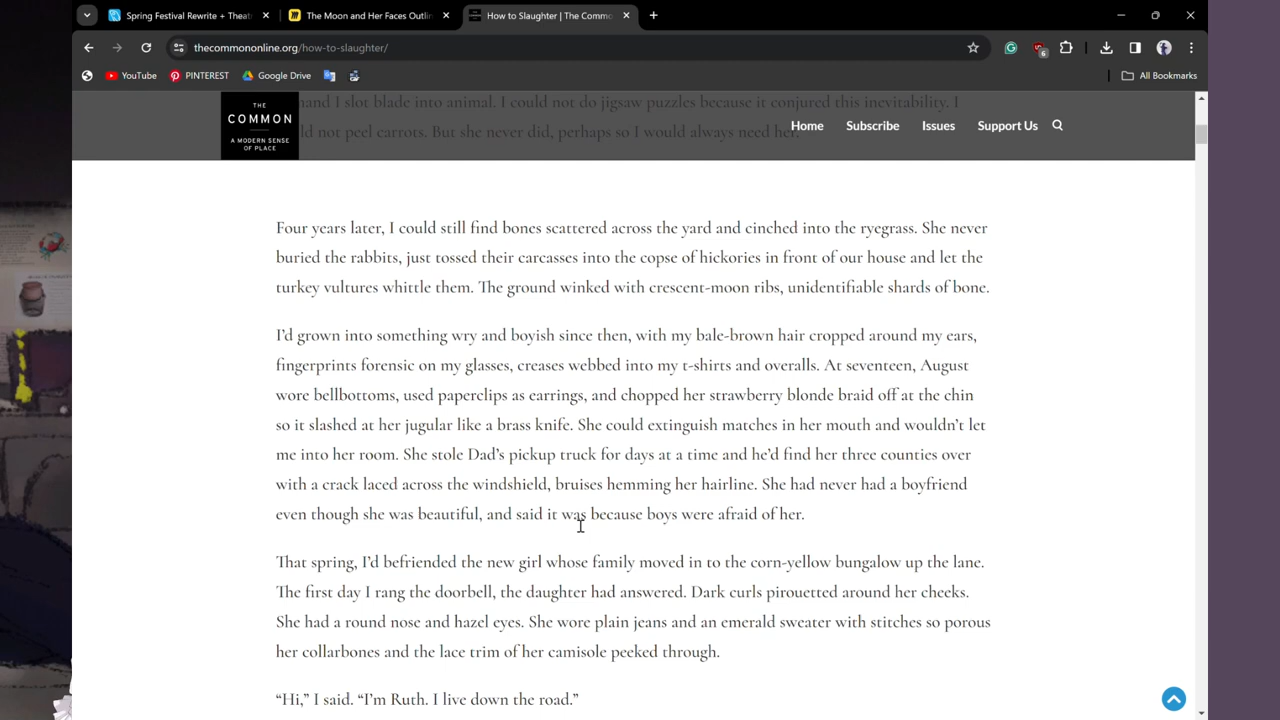 Spring Festival Rewrite + Theat
The Moon and Her Faces Outlin
How to Slaughter | The Commo
thecommononline.org/how-to-slaughter/
6
YouTube
PINTEREST
Google Drive
All Bookmarks
hand I slot blade into animal. I could not do jigsaw puzzles because it conjured this inevitability. I
ld not peel carrots. But she never did, perhaps so I would always need her.
THE
COMMON
A MODERN SENSE
OF PLACE
Home
Subscribe
Issues
Support Us
Four years later, I could still find bones scattered across the yard and cinched into the ryegrass. She never
buried the rabbits, just tossed their carcasses into the copse of hickories in front of our house and let the
turkey vultures whittle them. The ground winked with crescent-moon ribs, unidentifiable shards of bone.
I’d grown into something wry and boyish since then, with my bale-brown hair cropped around my ears,
fingerprints forensic on my glasses, creases webbed into my t-shirts and overalls. At seventeen, August
wore bellbottoms, used paperclips as earrings, and chopped her strawberry blonde braid off at the chin
so it slashed at her jugular like a brass knife. She could extinguish matches in her mouth and wouldn’t let
me into her room. She stole Dad’s pickup truck for days at a time and he’d find her three counties over
with a crack laced across the windshield, bruises hemming her hairline. She had never had a boyfriend
even though she was beautiful, and said it was because boys were afraid of her.
That spring, I’d befriended the new girl whose family moved in to the corn-yellow bungalow up the lane.
The first day I rang the doorbell, the daughter had answered. Dark curls pirouetted around her cheeks.
She had a round nose and hazel eyes. She wore plain jeans and an emerald sweater with stitches so porous
her collarbones and the lace trim of her camisole peeked through.
“Hi,” I said. “I’m Ruth. I live down the road.”